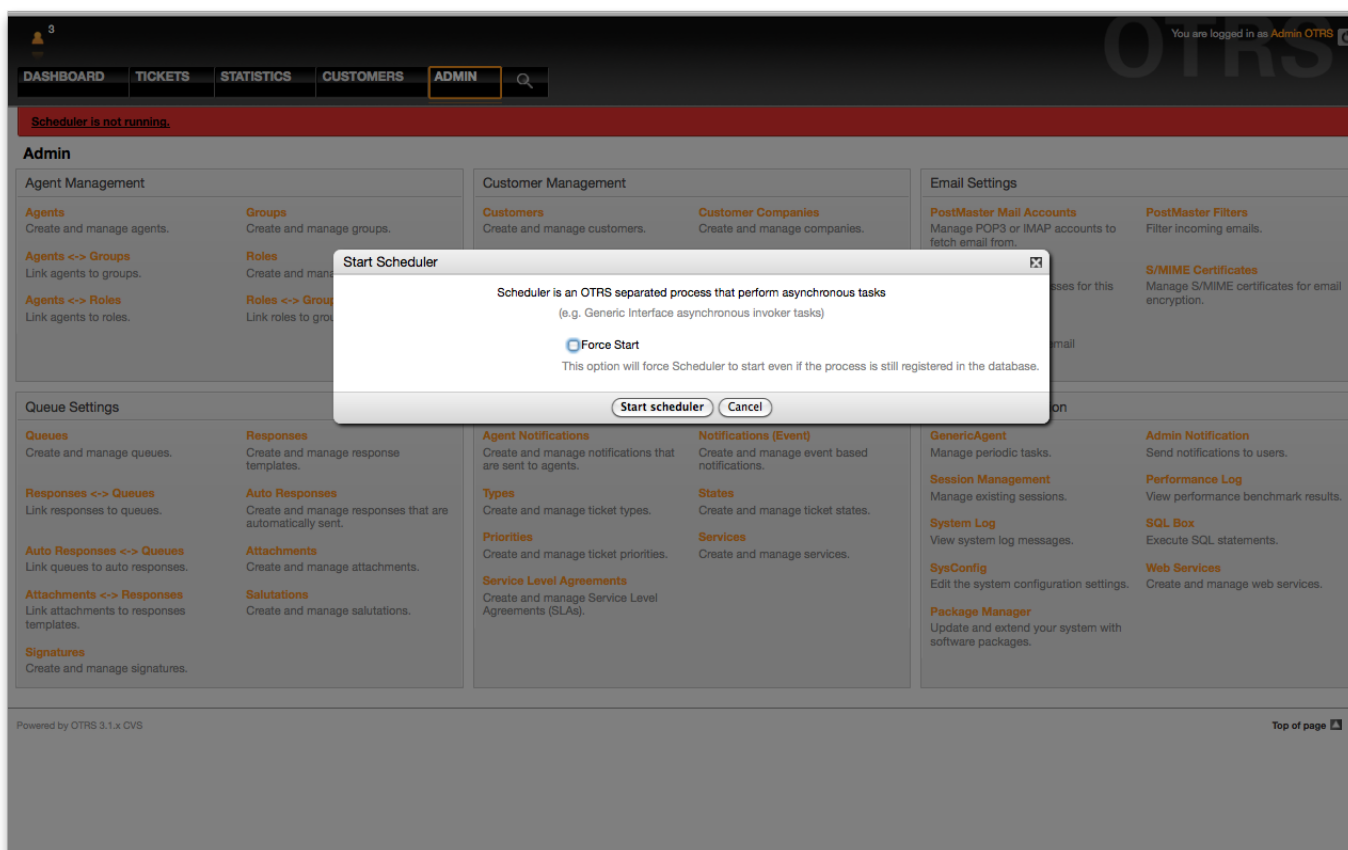 3
OTRS
You are logged in as Admin OTRS
DASHBOARD TICKETS STATISTICS CUSTOMERS ADMIN
Scheduler is not running.
Admin
Agent Management
Agents Groups
Create and manage agents. Create and manage groups.
Agents <-> Groups Roles
Link agents to groups. Create and
Agents <-> Roles Roles <->
Link agents to roles. Link roles to
Customer Management
Customers Customer Companies
Create and manage customers. Create and manage companies.
Email Settings
PostMaster Mail Accounts PostMaster Filters
Manage POP3 or IMAP accounts to Filter incoming emails.
fetch email from.
S/MIME Certificates
for this Manage S/MIME certificates for email
encryption.
Start Scheduler
Scheduler is an OTRS separated process that perform asynchronous tasks
(e.g. Generic Interface asynchronous invoker tasks)
Force Start
This option will force Scheduler to start even if the process is still registered in the database.
Start scheduler Cancel
Queue Settings
Queues Responses
Create and manage queues. Create and manage response
templates.
Responses <-> Queues Auto Responses
Link responses to queues. Create and manage responses that are
automatically sent.
Auto Responses <-> Queues Attachments
Link queues to auto responses. Create and manage attachments.
Attachments <-> Responses Salutations
Link attachments to responses Create and manage salutations.
templates.
Signatures
Create and manage signatures.
Agent Notifications Notifications (Event)
Create and manage notifications that Create and manage event based
are sent to agents. notifications.
Types States
Create and manage ticket types. Create and manage ticket states.
Priorities Services
Create and manage ticket priorities. Create and manage services.
Service Level Agreements
Create and manage Service Level
Agreements (SLAs).
GenericAgent Admin Notification
Manage periodic tasks. Send notifications to users.
Session Management Performance Log
Manage existing sessions. View performance benchmark results.
System Log SQL Box
View system log messages. Execute SQL statements.
SysConfig Web Services
Edit the system configuration settings. Create and manage web services.
Package Manager
Update and extend your system with
software packages.
Powered by OTRS 3.1.x CVS
Top of page